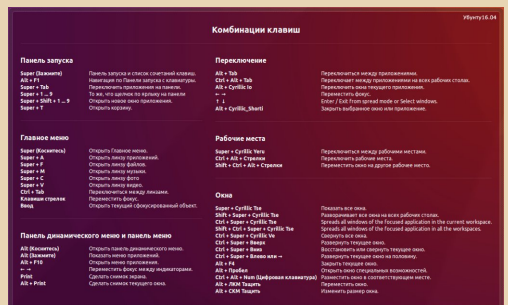 Убунту16.04
Комбинации клавиш
Панель запуска
Super (Зажмите) Панель запуска и список сочетаний клавиш.
Alt + F1 Навигация по Панели запуска с клавиатуры.
Super + Tab Переключить приложения на панели.
Super + 1 ... 9 То же, что щелчок по ярлыку на панели
Super + Shift + 1 ... 9 Открыть новое окно приложения.
Super + T Открыть корзину.
Главное меню
Super (Коснитесь) Открыть Главное меню.
Super + A Открыть линзу приложений.
Super + F Открыть линзу файлов.
Super + M Открыть линзу музыки.
Super + C Открыть линзу фото
Super + V Открыть линзу видео.
Ctrl + Tab Переключиться между линзами.
Клавиши стрелок Переместить фокус.
Ввод Открыть текущий сфокусированный объект.
Панель динамического меню и панель меню
Alt (Коснитесь) Открыть панель динамического меню.
Alt (Зажмите) Показать меню приложений.
Alt + F10 Открыть меню приложения.
← → Переместить фокус между индикаторами.
Print Сделать снимок экрана.
Alt + Print Сделать снимок текущего окна.
Переключение
Alt + Tab Переключиться между приложениями.
Ctrl + Alt + Tab Переключает между приложениями на всех рабочих столах.
Alt + Cyrillic io Переключить окна текущего приложения.
← → Переместить фокус.
↑ ↓ Enter / Exit from spread mode or Select windows.
Alt + Cyrillic_Shorti Закрыть выбранное окно или приложение.
Рабочие места
Super + Cyrillic Yeru Переключиться между рабочими местами.
Ctrl + Alt + Стрелки Переключить рабочие места.
Shift + Ctrl + Alt + Стрелки Переместить окно на другое рабочее место.
Окна
Super + Cyrillic Tse Показать все окна.
Shift + Super + Cyrillic Tse Разворачивает все окна на всех рабочих столах.
Ctrl + Super + Cyrillic Tse Spreads all windows of the focused application in the current workspace.
Shift + Ctrl + Super + Cyrillic Tse Spreads all windows of the focused application in all the workspaces.
Ctrl + Super + Cyrillic Ve Свернуть все окна.
Ctrl + Super + Вверх Развернуть текущее окно.
Ctrl + Super + Вниз Восстановить или свернуть текущее окно.
Ctrl + Super + Влево или → Развернуть текущее окно на половину.
Alt + F4 Закрыть текущее окно.
Alt + Пробел Открыть окно специальных возможностей.
Ctrl + Alt + Num (Цифровая клавиатура) Разместить окно в соответствующем месте.
Alt + ЛКМ Тащить Переместить окно.
Alt + СКМ Тащить Изменить размер окна.